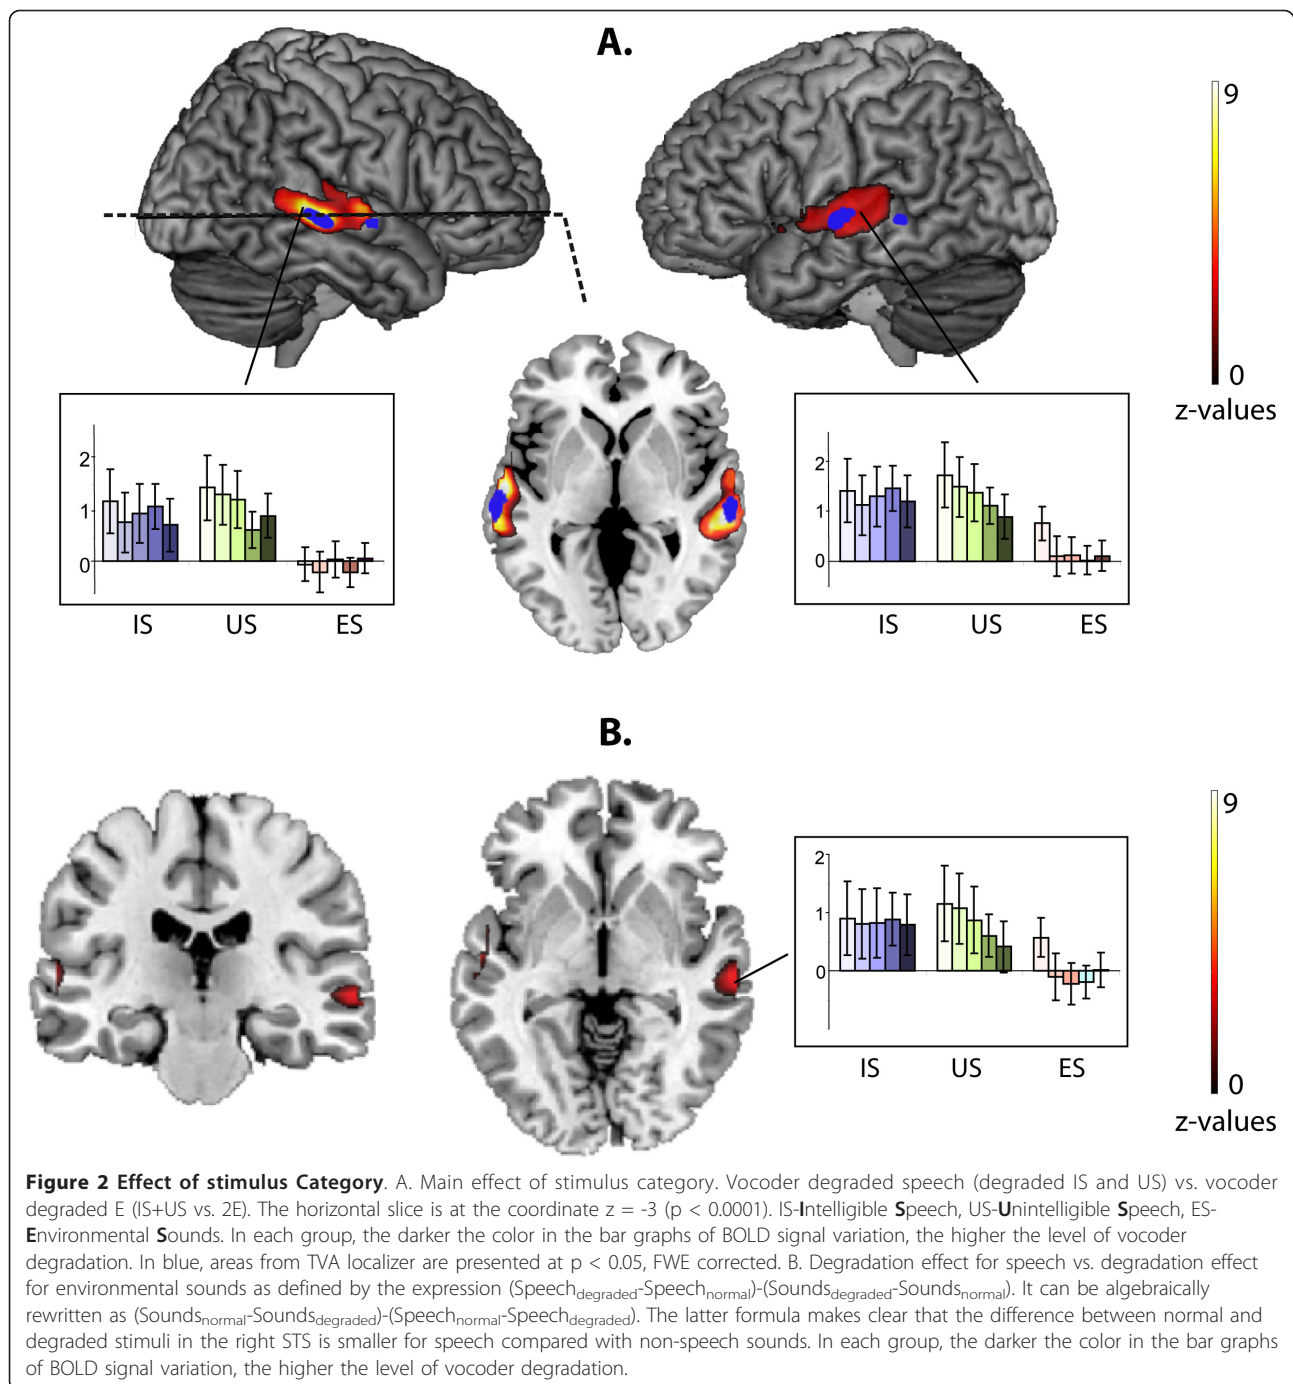 A.
9
0
z-values
2
1
0
IS US ES
2
1
0
IS US ES
B.
9
0
z-values
2
1
0
IS US ES
Figure 2 Effect of stimulus Category. A. Main effect of stimulus category. Vocoder degraded speech (degraded IS and US) vs. vocoder
degraded E (IS+US vs. 2E). The horizontal slice is at the coordinate z = -3 (p < 0.0001). IS-Intelligible Speech, US-Unintelligible Speech, ES-
Environmental Sounds. In each group, the darker the color in the bar graphs of BOLD signal variation, the higher the level of vocoder
degradation. In blue, areas from TVA localizer are presented at p < 0.05, FWE corrected. B. Degradation effect for speech vs. degradation effect
for environmental sounds as defined by the expression (Speechdegraded-Speechnormal)-(Soundsdegraded-Soundsnormal). It can be algebraically
rewritten as (Soundsnormal-Soundsdegraded)-(Speechnormal-Speechdegraded). The latter formula makes clear that the difference between normal and
degraded stimuli in the right STS is smaller for speech compared with non-speech sounds. In each group, the darker the color in the bar graphs
of BOLD signal variation, the higher the level of vocoder degradation.